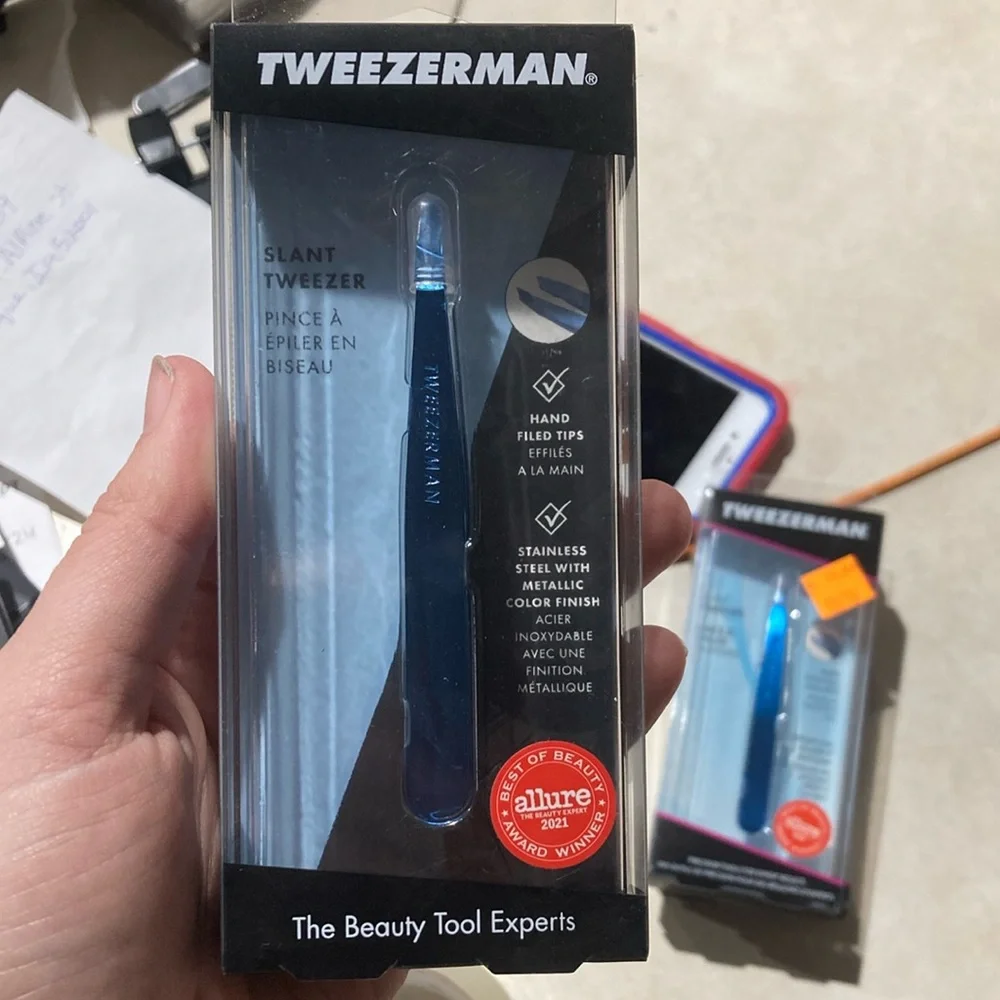 TWEEZERMAN®
SLANT
TWEEZER
PINCE À
ÉPILER EN
BISEAU
TWEEZERMAN
HAND
FILED TIPS
EFFILÉS
A LA MAIN
STAINLESS
STEEL WITH
METALLIC
COLOR FINISH
ACIER
INOXYDABLE
AVEC UNE
FINITION
MÉTALLIQUE
BEST OF BEAUTY
allure
THE BEAUTY EXPERT
2021
AWARD WINNER
The Beauty Tool Experts
TWEEZERMAN
allure